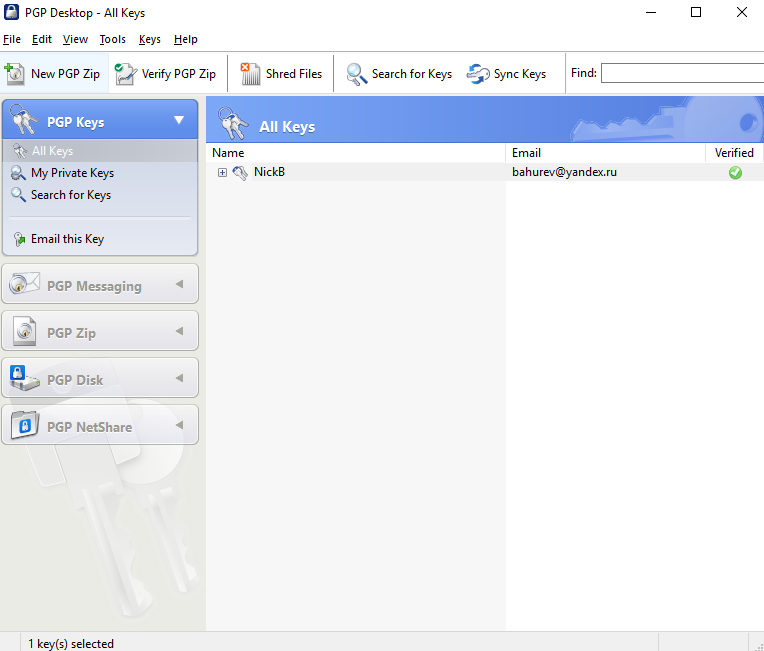 PGP Desktop - All Keys
File Edit View Tools Keys Help
New PGP Zip Verify PGP Zip Shred Files Search for Keys Sync Keys Find:
PGP Keys
All Keys
My Private Keys
Search for Keys
Email this Key
PGP Messaging
PGP Zip
PGP Disk
PGP NetShare
All Keys
Name Email Verified
NickB bahurev@yandex.ru
1 key(s) selected